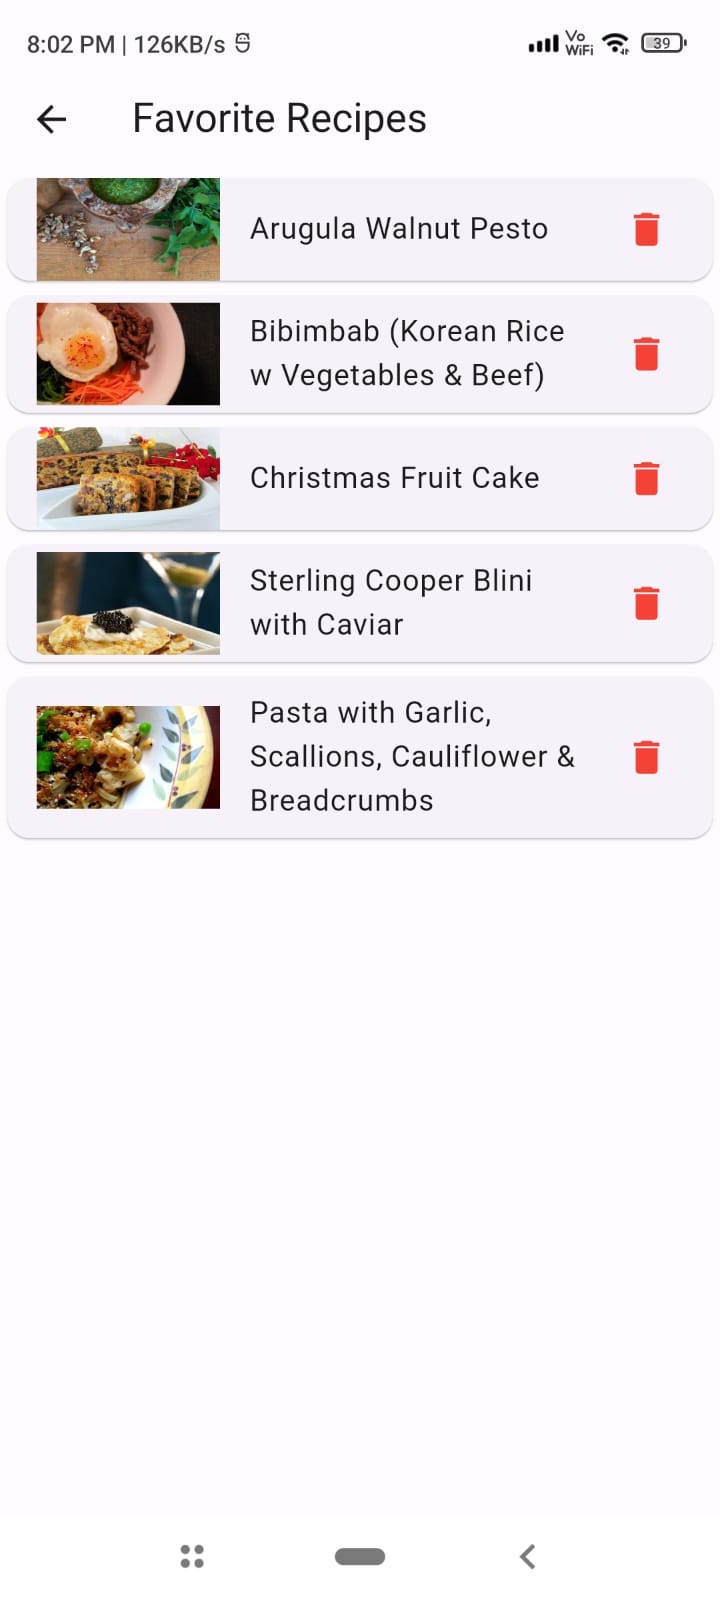 8:02 PM | 126KB/s
Vo
WiFi
39
Favorite Recipes
Arugula Walnut Pesto
Bibimbab (Korean Rice
w Vegetables & Beef)
Christmas Fruit Cake
Sterling Cooper Blini
with Caviar
Pasta with Garlic,
Scallions, Cauliflower &
Breadcrumbs